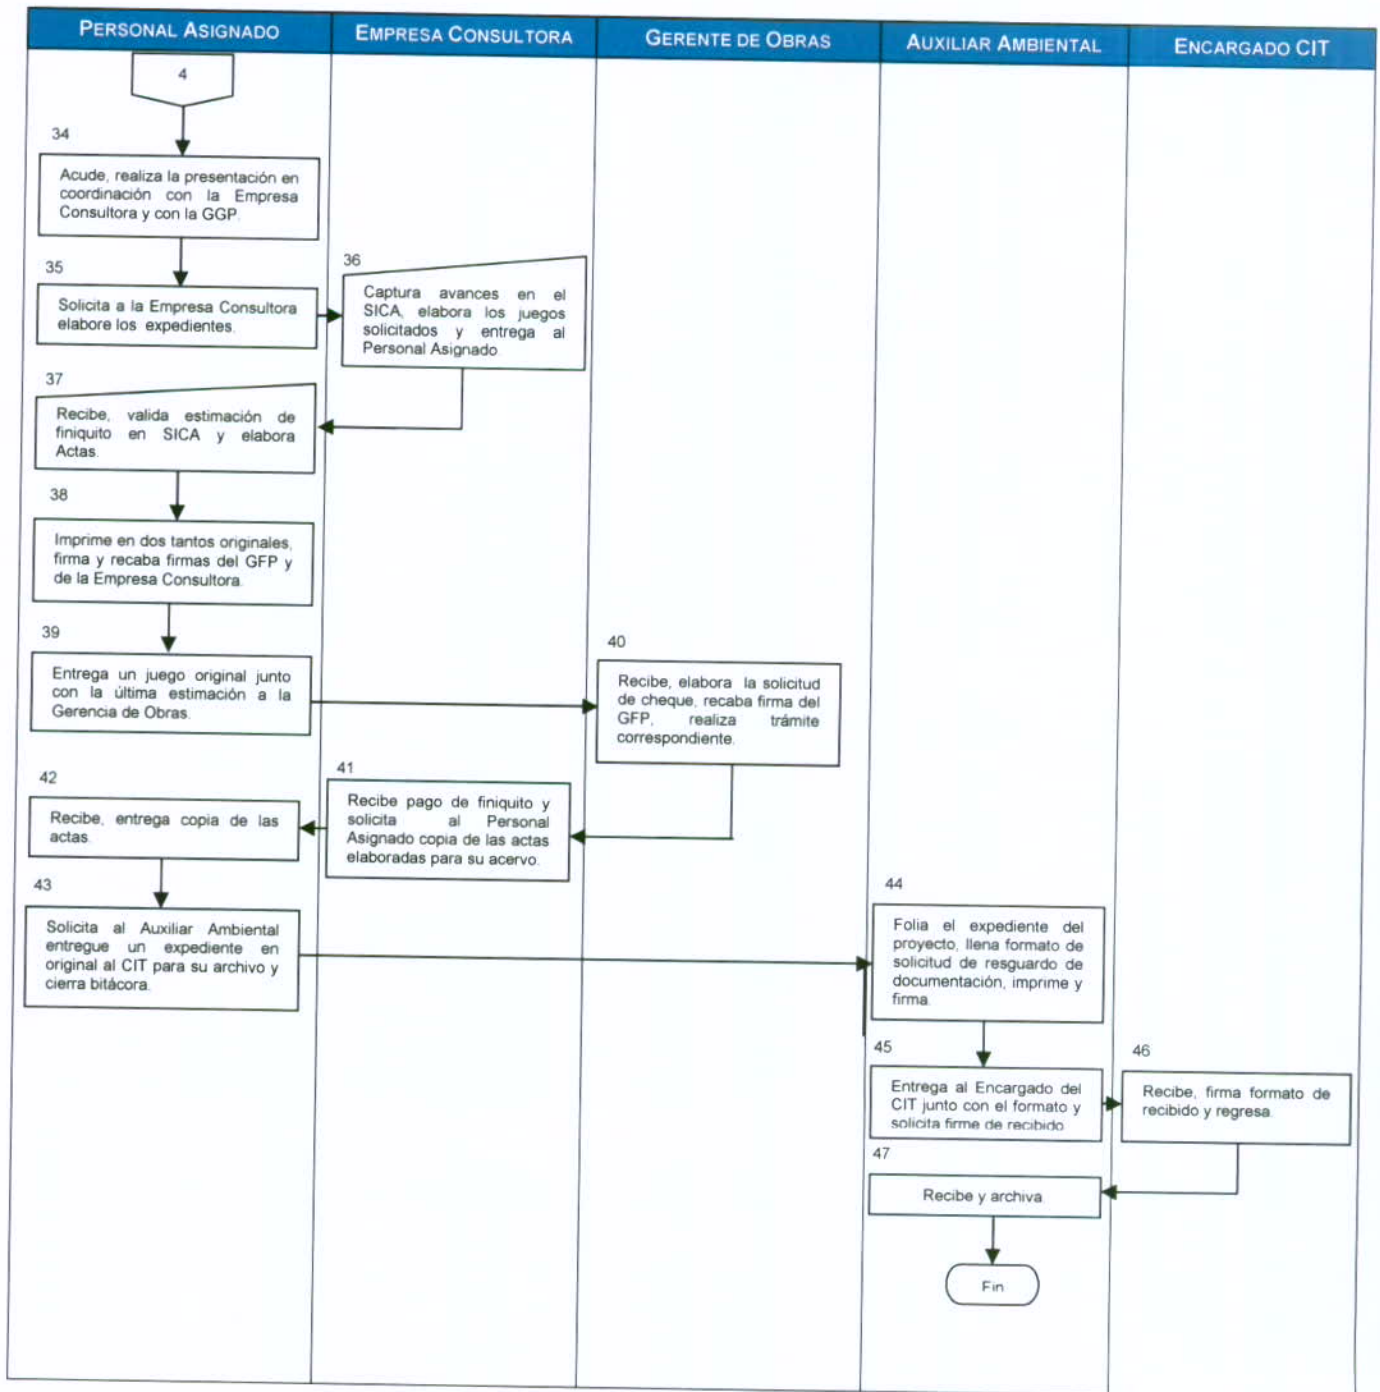 PERSONAL ASIGNADO
EMPRESA CONSULTORA
GERENTE DE OBRAS
AUXILIAR AMBIENTAL
ENCARGADO CIT
4
34
Acude, realiza la presentación en
coordinación con la Empresa
Consultora y con la GGP.
35
Solicita a la Empresa Consultora
elabore los expedientes.
36
Captura avances en el
SICA, elabora los juegos
solicitados y entrega al
Personal Asignado
37
Recibe, valida estimación de
finiquito en SICA y elabora
Actas.
38
Imprime en dos tantos originales,
firma y recaba firmas del GFP y
de la Empresa Consultora.
39
Entrega un juego original junto
con la última estimación a la
Gerencia de Obras.
40
Recibe, elabora la solicitud
de cheque, recaba firma del
GFP, realiza trámite
correspondiente.
41
Recibe pago de finiquito y
solicita al Personal
Asignado copia de las actas
elaboradas para su acervo.
42
Recibe, entrega copia de las
actas.
43
Solicita al Auxiliar Ambiental
entregue un expediente en
original al CIT para su archivo y
cierra bitácora.
44
Folia el expediente del
proyecto, llena formato de
solicitud de resguardo de
documentación, imprime y
firma.
45
Entrega al Encargado del
CIT junto con el formato y
solicita firme de recibido
46
Recibe, firma formato de
recibido y regresa.
47
Recibe y archiva
Fin